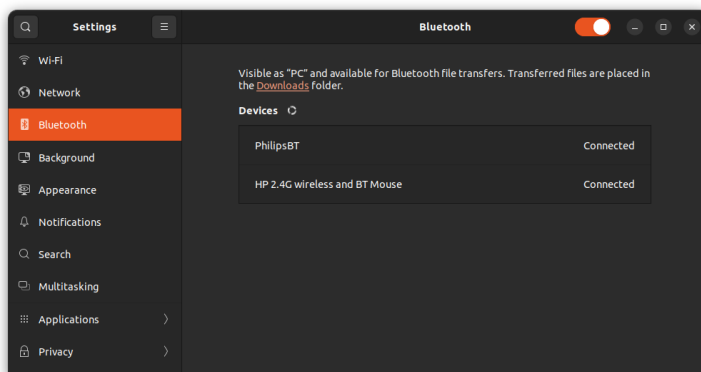 Settings
Bluetooth
Wi-Fi
Network
Bluetooth
Background
Appearance
Notifications
Search
Multitasking
Applications
Privacy
Visible as “PC” and available for Bluetooth file transfers. Transferred files are placed in
the Downloads folder.
Devices
PhilipsBT Connected
HP 2.4G wireless and BT Mouse Connected